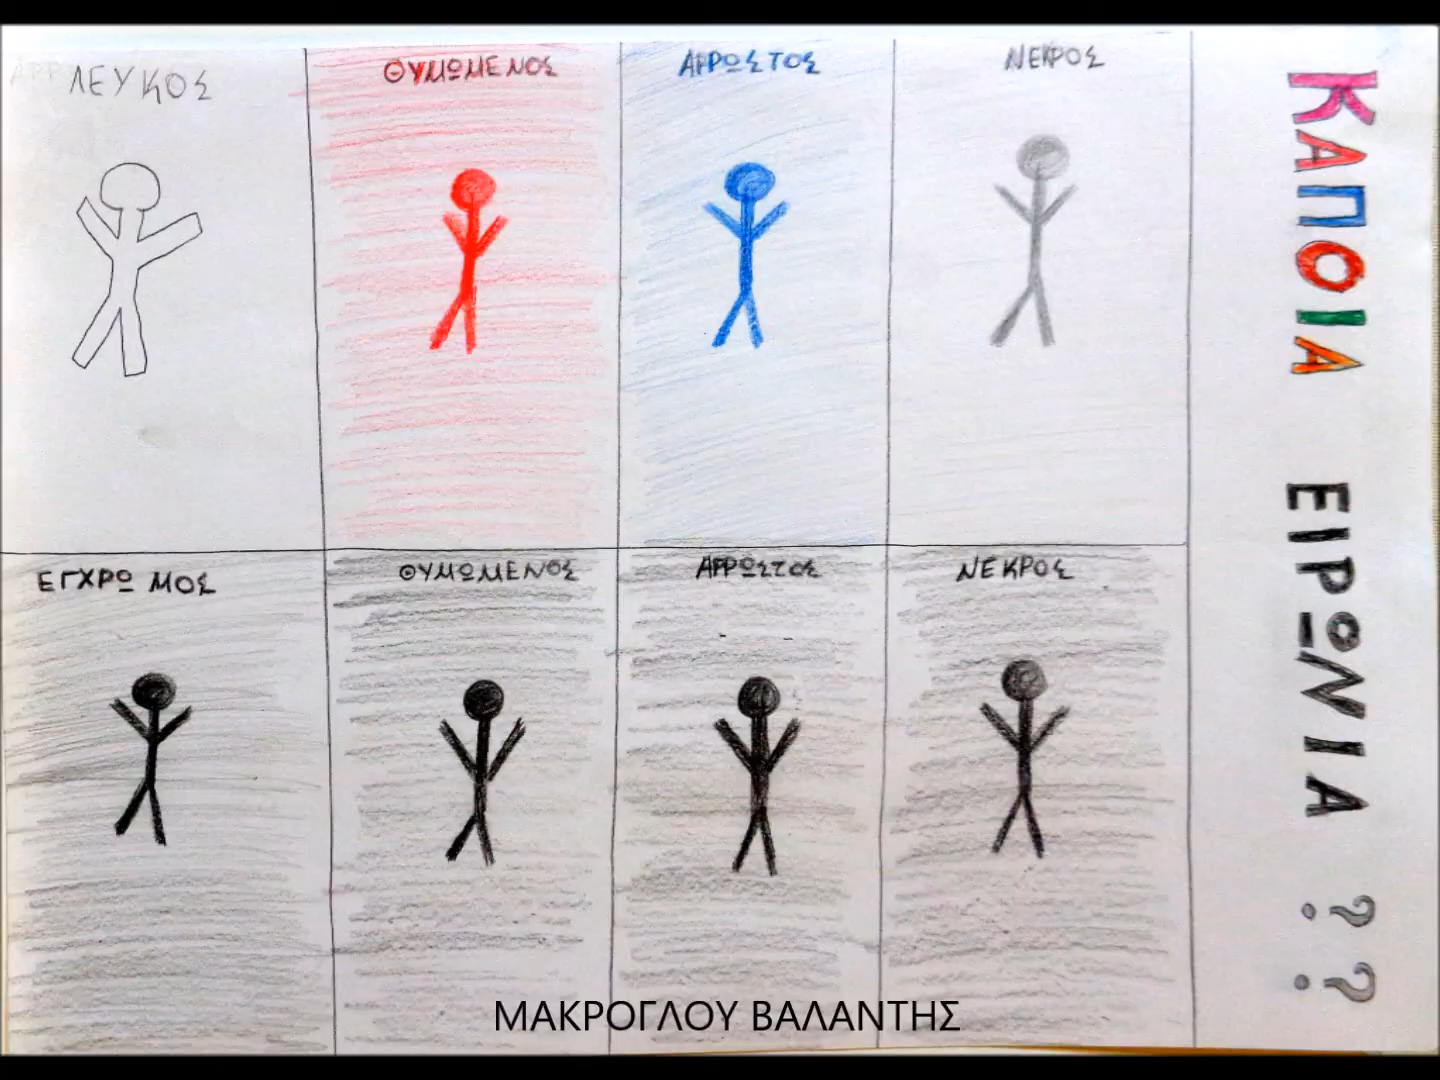 ΛΕΥΚΟΣ
ΘΥΜΩΜΕΝΟΣ
ΑΡΡΩΣΤΟΣ
ΝΕΚΡΟΣ
ΕΓΧΡΩΜΟΣ
ΘΥΜΩΜΕΝΟΣ
ΑΡΡΩΣΤΟΣ
ΝΕΚΡΟΣ
ΚΑΠΟΙΑ ΕΙΡΩΝΙΑ ??
ΜΑΚΡΟΓΛΟΥ ΒΑΛΑΝΤΗΣ